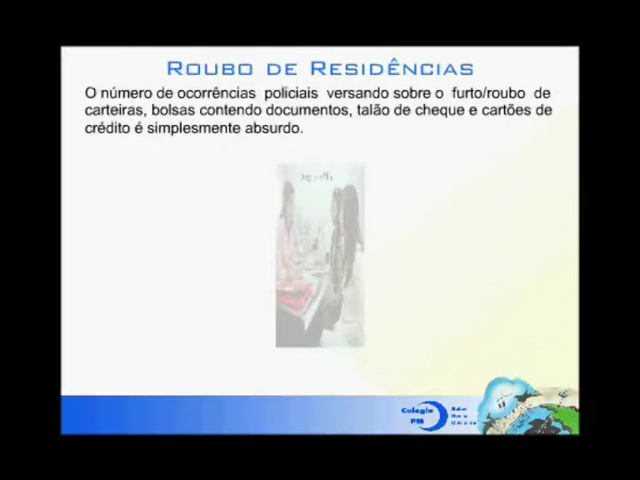 ROUBO DE RESIDÊNCIAS
O número de ocorrências policiais versando sobre o furto/roubo de
carteiras, bolsas contendo documentos, talão de cheque e cartões de
crédito é simplesmente absurdo.
Colégio
PM